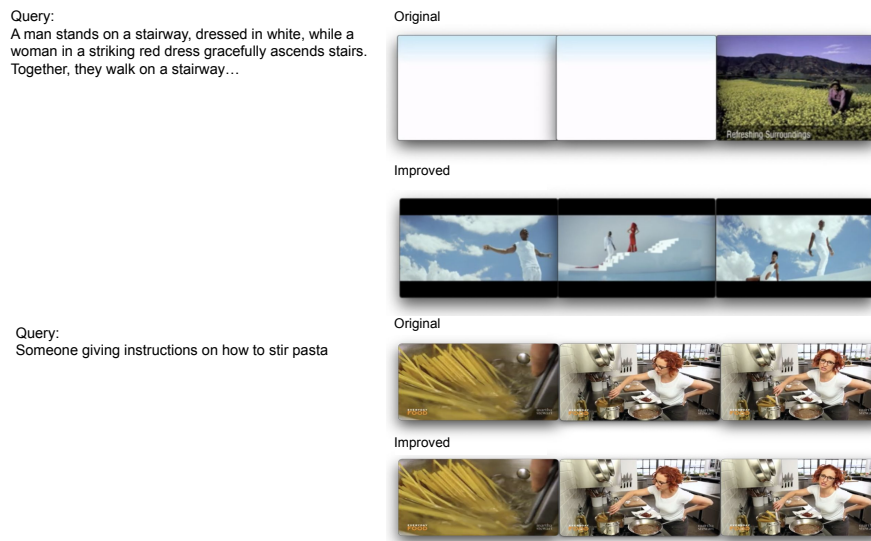 Query:
A man stands on a stairway, dressed in white, while a
woman in a striking red dress gracefully ascends stairs.
Together, they walk on a stairway…
Original
Refreshing Surroundings
Improved
Query:
Someone giving instructions on how to stir pasta
Original
Improved